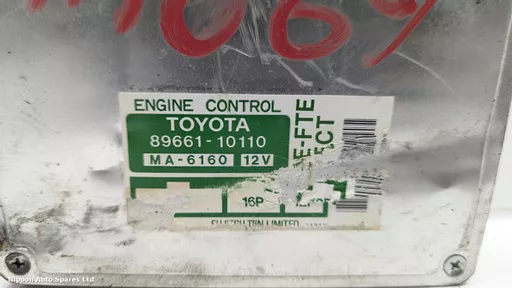 M069
ENGINE CONTROL
TOYOTA
89661-10110
MA-6160 12V
E-FTE
ECT
16P
FUJITSU TEN LIMITED
Nippon Auto Spares Ltd